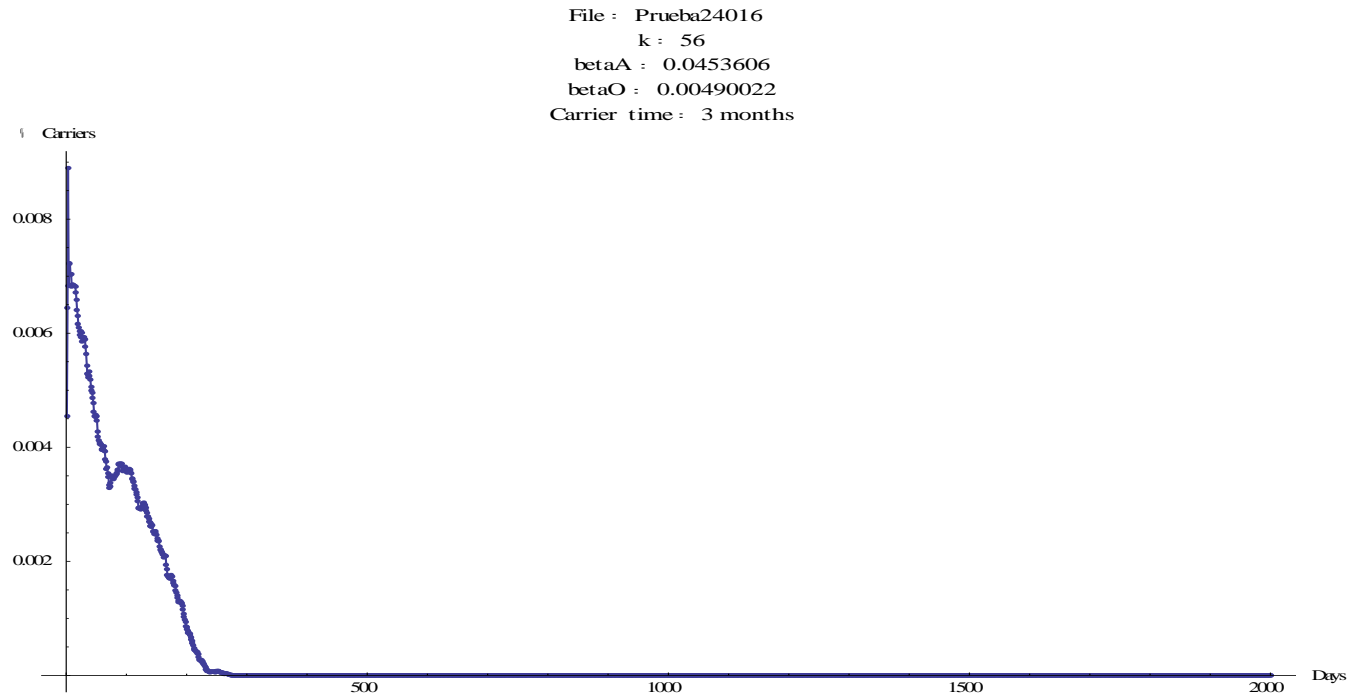 File : Prueba24016
k : 56
betaA : 0.0453606
betaO : 0.00490022
Carrier time : 3 months
Carriers
0.008
0.006
0.004
0.002
500
1000
1500
2000
Days